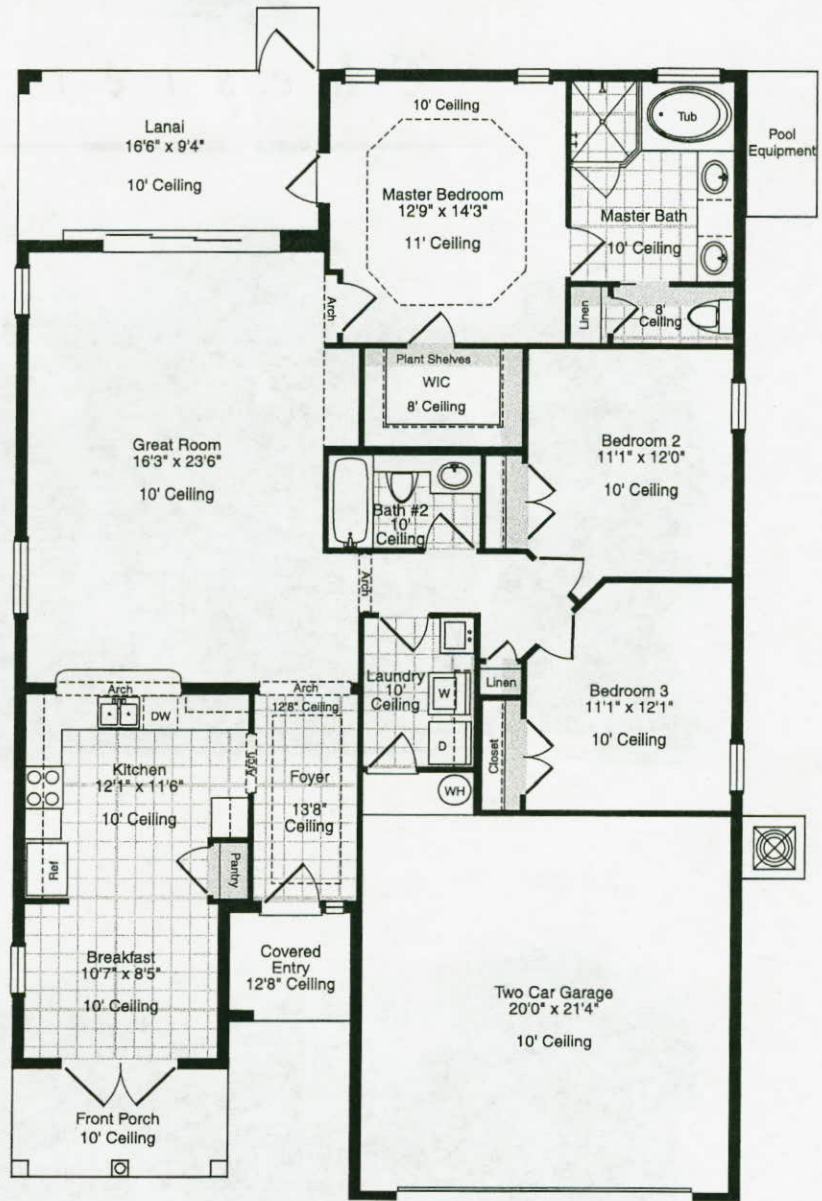 Lanai
16'6" x 9'4"
10' Ceiling
10' Ceiling
Master Bedroom
12'9" x 14'3"
11' Ceiling
Tub
Pool
Equipment
Master Bath
10' Ceiling
Linen
8'
Ceiling
Arch
Plant Shelves
WIC
8' Ceiling
Great Room
16'3" x 23'6"
10' Ceiling
Bedroom 2
11'1" x 12'0"
10' Ceiling
Bath #2
10'
Ceiling
Arch
Laundry
10'
Ceiling
W
D
Linen
Bedroom 3
11'1" x 12'1"
10' Ceiling
Closet
Arch
DW
Arch
12'8" Ceiling
Kitchen
12'1" x 11'6"
10' Ceiling
Arch
Foyer
13'8"
Ceiling
WH
Ref
Pantry
Breakfast
10'7" x 8'5"
10' Ceiling
Covered
Entry
12'8" Ceiling
Two Car Garage
20'0" x 21'4"
10' Ceiling
Front Porch
10' Ceiling